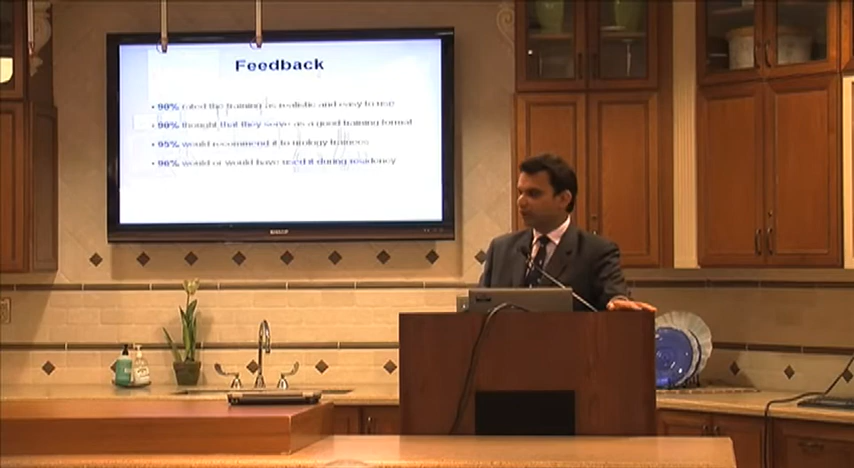 Feedback
• 90% rated the training as realistic and easy to use
• 90% thought that they serve as a good training format
• 95% would recommend it to urology trainees
• 96% would or would have used it during residency